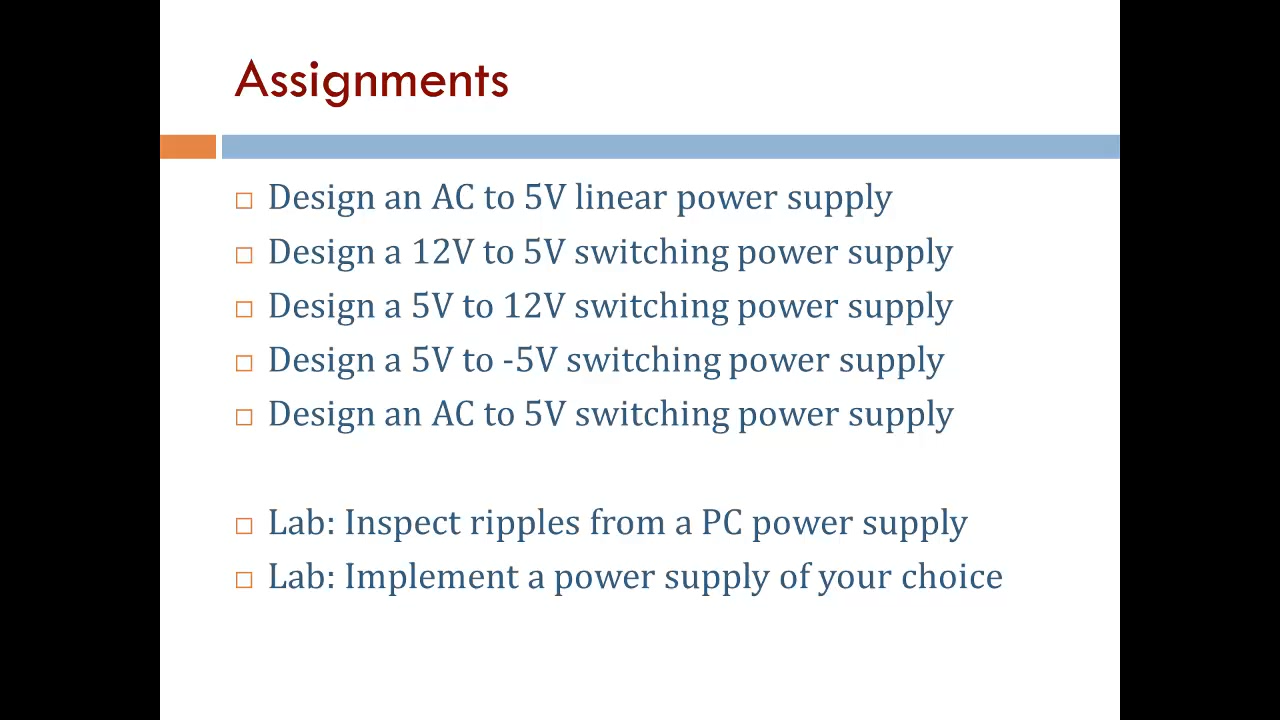 Assignments
Design an AC to 5V linear power supply
Design a 12V to 5V switching power supply
Design a 5V to 12V switching power supply
Design a 5V to -5V switching power supply
Design an AC to 5V switching power supply
Lab: Inspect ripples from a PC power supply
Lab: Implement a power supply of your choice